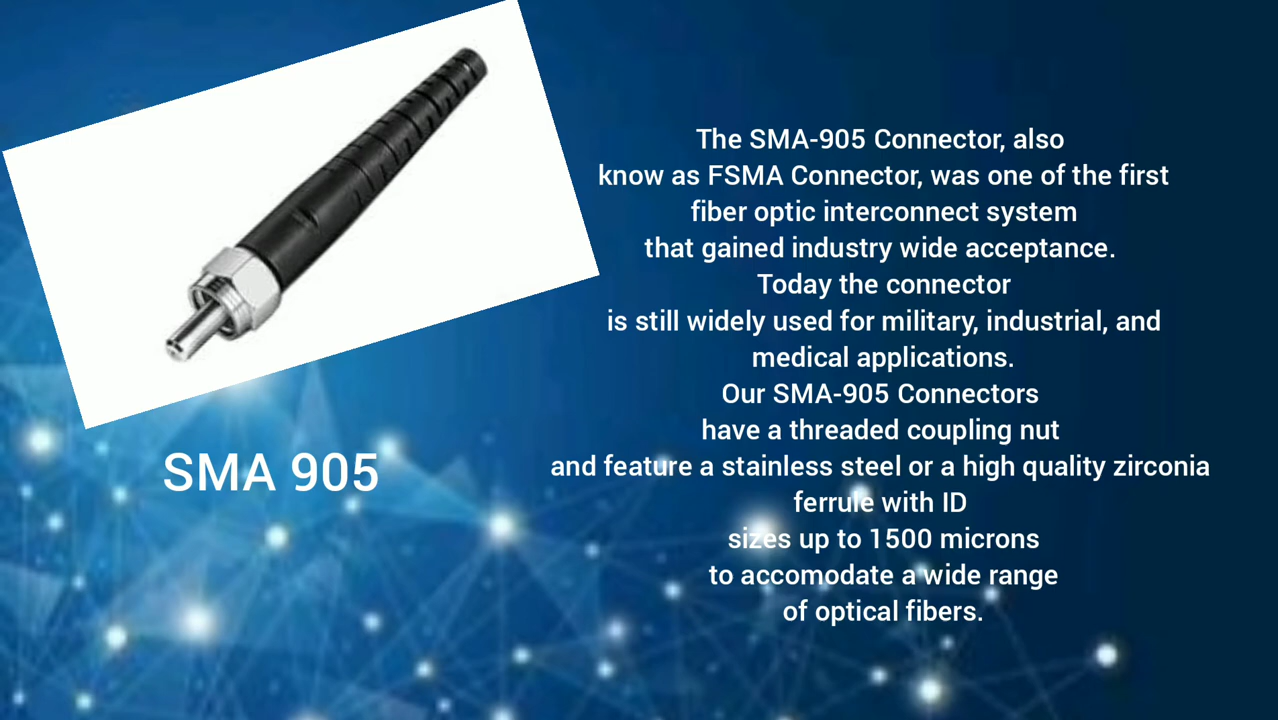 The SMA-905 Connector, also
know as FSMA Connector, was one of the first
fiber optic interconnect system
that gained industry wide acceptance.
Today the connector
is still widely used for military, industrial, and
medical applications.
Our SMA-905 Connectors
have a threaded coupling nut
and feature a stainless steel or a high quality zirconia
ferrule with ID
sizes up to 1500 microns
to accomodate a wide range
of optical fibers.
SMA 905